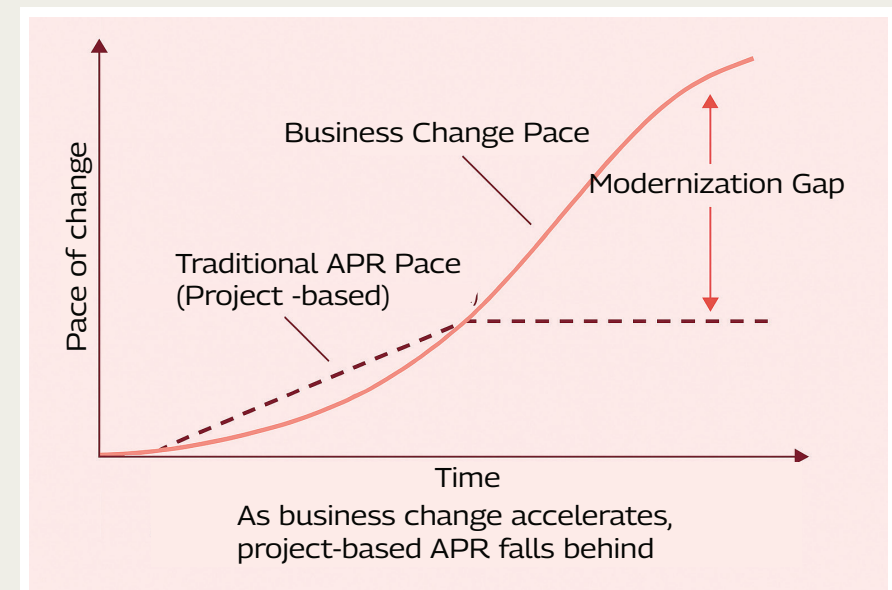 Business Change Pace
Modernization Gap
Traditional APR Pace
(Project -based)
Pace of change
Time
As business change accelerates,
project-based APR falls behind